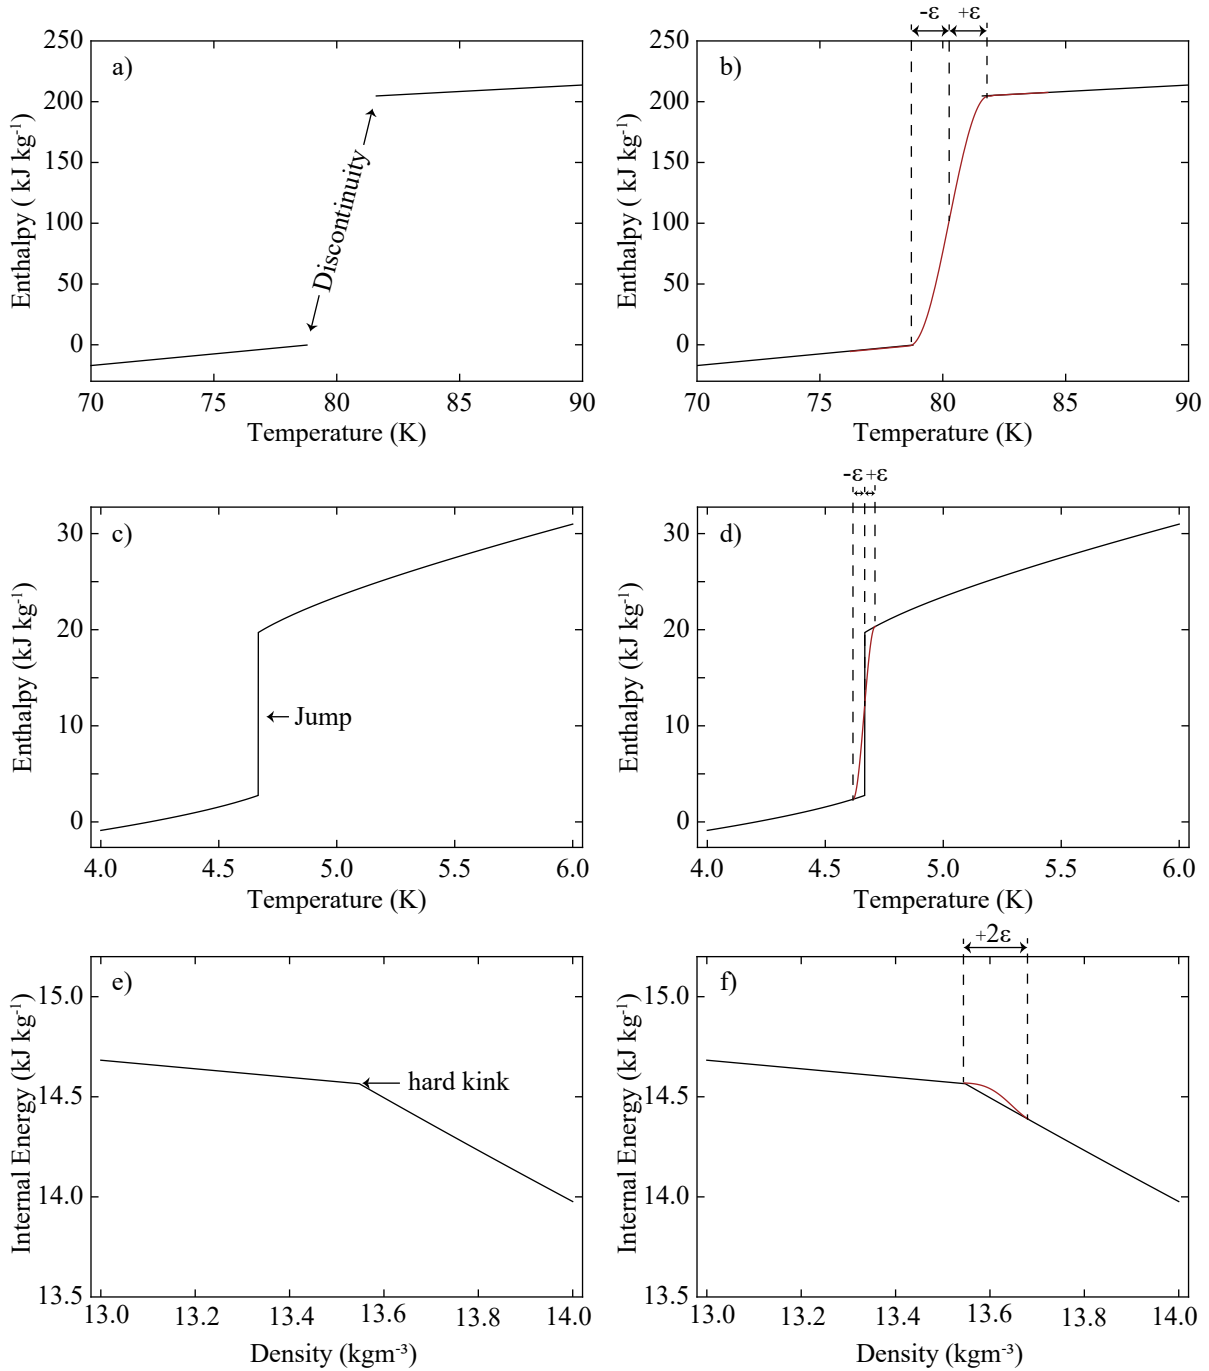 a)
250
200
150
100
50
0
Enthalpy ( kJ kg⁻¹)
Discontinuity
70 75 80 85 90
Temperature (K)
-ε +ε
b)
250
200
150
100
50
0
Enthalpy ( kJ kg⁻¹)
70 75 80 85 90
Temperature (K)
c)
30
20
10
0
Enthalpy (kJ kg⁻¹)
Jump
4.0 4.5 5.0 5.5 6.0
Temperature (K)
-ε +ε
d)
30
20
10
0
Enthalpy (kJ kg⁻¹)
4.0 4.5 5.0 5.5 6.0
Temperature (K)
e)
15.0
14.5
14.0
13.5
Internal Energy (kJ kg⁻¹)
hard kink
13.0 13.2 13.4 13.6 13.8 14.0
Density (kgm⁻³)
+2ε
f)
15.0
14.5
14.0
13.5
Internal Energy (kJ kg⁻¹)
13.0 13.2 13.4 13.6 13.8 14.0
Density (kgm⁻³)